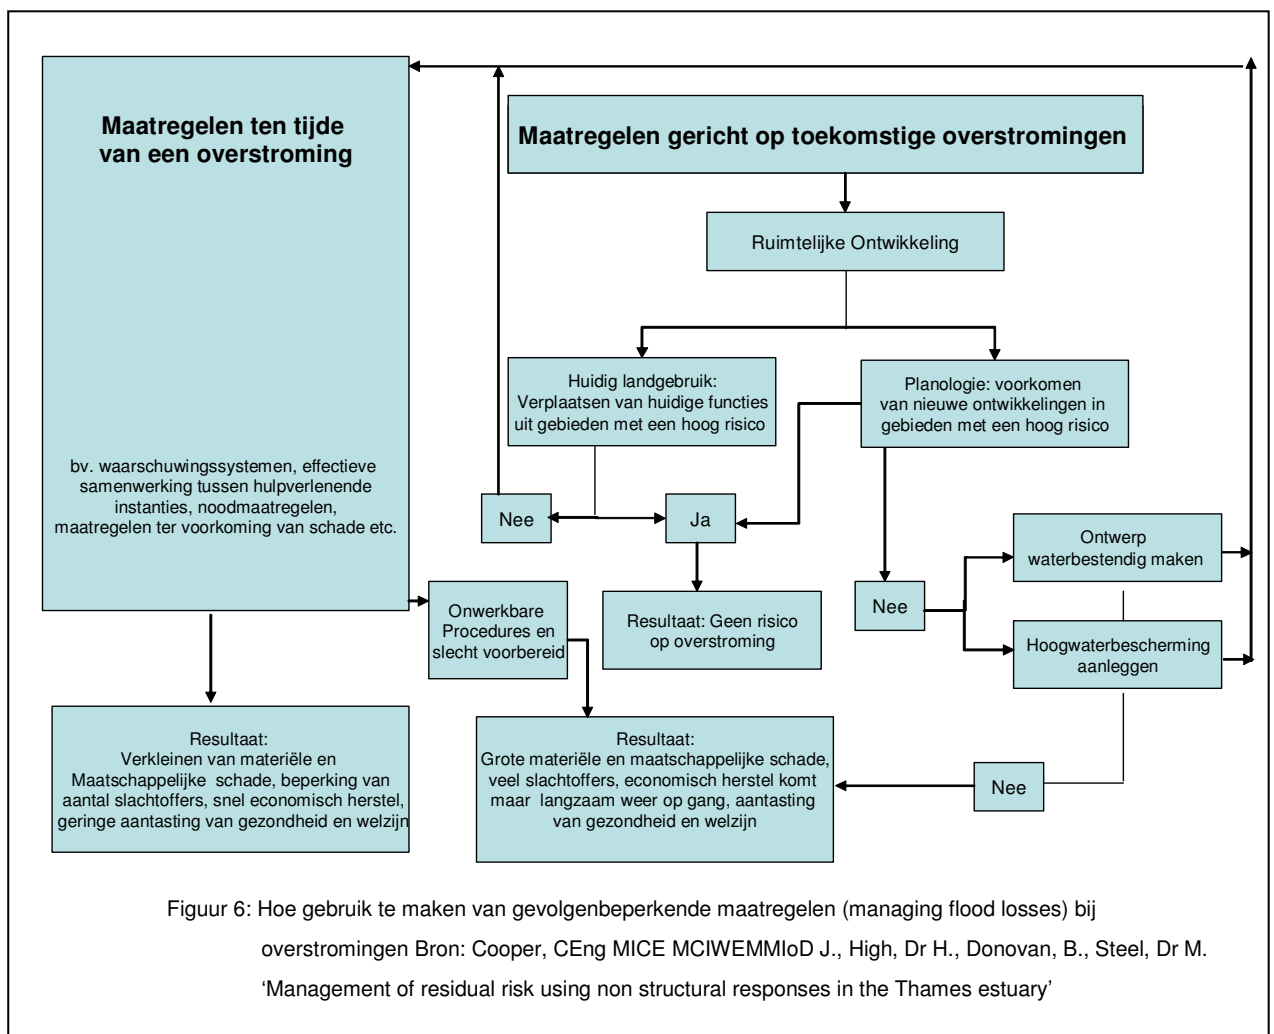 Maatregelen ten tijde
van een overstroming
bv. waarschuwingssystemen, effectieve
samenwerking tussen hulpverlenende
instanties, noodmaatregelen,
maatregelen ter voorkoming van schade etc.
Maatregelen gericht op toekomstige overstromingen
Ruimtelijke Ontwikkeling
Huidig landgebruik:
Verplaatsen van huidige functies
uit gebieden met een hoog risico
Planologie: voorkomen
van nieuwe ontwikkelingen in
gebieden met een hoog risico
Nee
Ja
Nee
Ontwerp
waterbestendig maken
Hoogwaterbescherming
aanleggen
Onwerkbare
Procedures en
slecht voorbereid
Resultaat: Geen risico
op overstroming
Resultaat:
Verkleinen van materiële en
Maatschappelijke schade, beperking van
aantal slachtoffers, snel economisch herstel,
geringe aantasting van gezondheid en welzijn
Resultaat:
Grote materiële en maatschappelijke schade,
veel slachtoffers, economisch herstel komt
maar langzaam weer op gang, aantasting
van gezondheid en welzijn
Nee
Figuur 6: Hoe gebruik te maken van gevolgenbeperkende maatregelen (managing flood losses) bij
overstromingen Bron: Cooper, CEng MICE MCIWEMMIoD J., High, Dr H., Donovan, B., Steel, Dr M.
‘Management of residual risk using non structural responses in the Thames estuary’